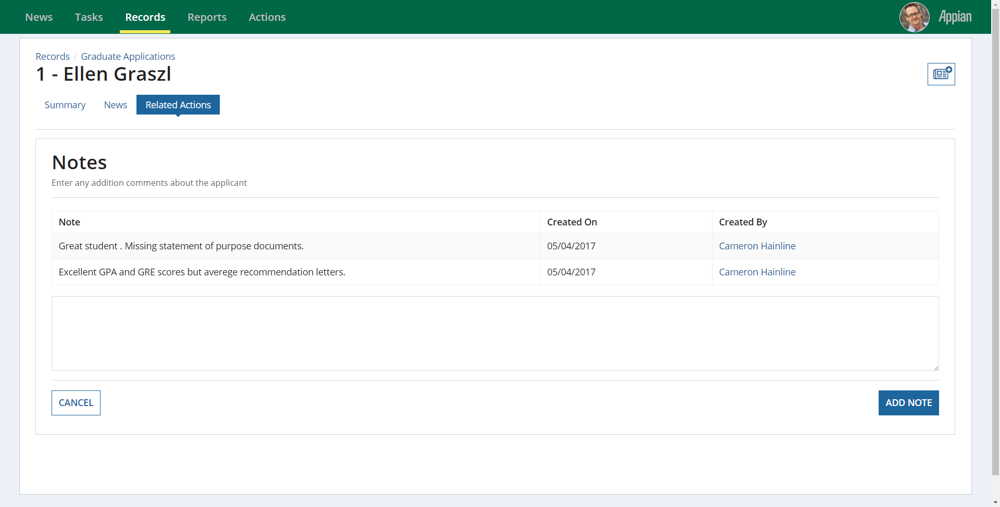 News Tasks Records Reports Actions Appian
Records / Graduate Applications
1 - Ellen Graszl
Summary News Related Actions
Notes
Enter any addition comments about the applicant
Note Created On Created By
Great student . Missing statement of purpose documents. 05/04/2017 Cameron Hainline
Excellent GPA and GRE scores but averege recommendation letters. 05/04/2017 Cameron Hainline
CANCEL ADD NOTE